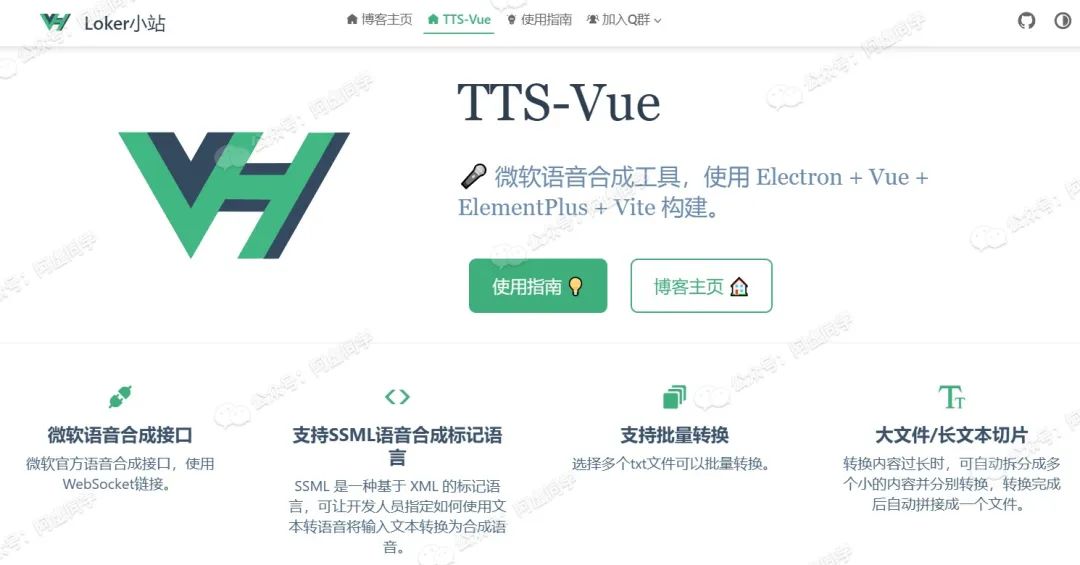 Loker小站
博客主页
TTS-Vue
使用指南
加入Q群
TTS-Vue
微软语音合成工具，使用 Electron + Vue +
ElementPlus + Vite 构建。
使用指南
博客主页
微软语音合成接口
微软官方语音合成接口，使用
WebSocket链接。
支持SSML语音合成标记语
言
SSML 是一种基于 XML 的标记语
言，可让开发人员指定如何使用文
本转语音将输入文本转换为合成语
音。
支持批量转换
选择多个txt文件可以批量转换。
大文件/长文本切片
转换内容过长时，可自动拆分成多
个小的内容并分别转换，转换完成
后自动拼接成一个文件。